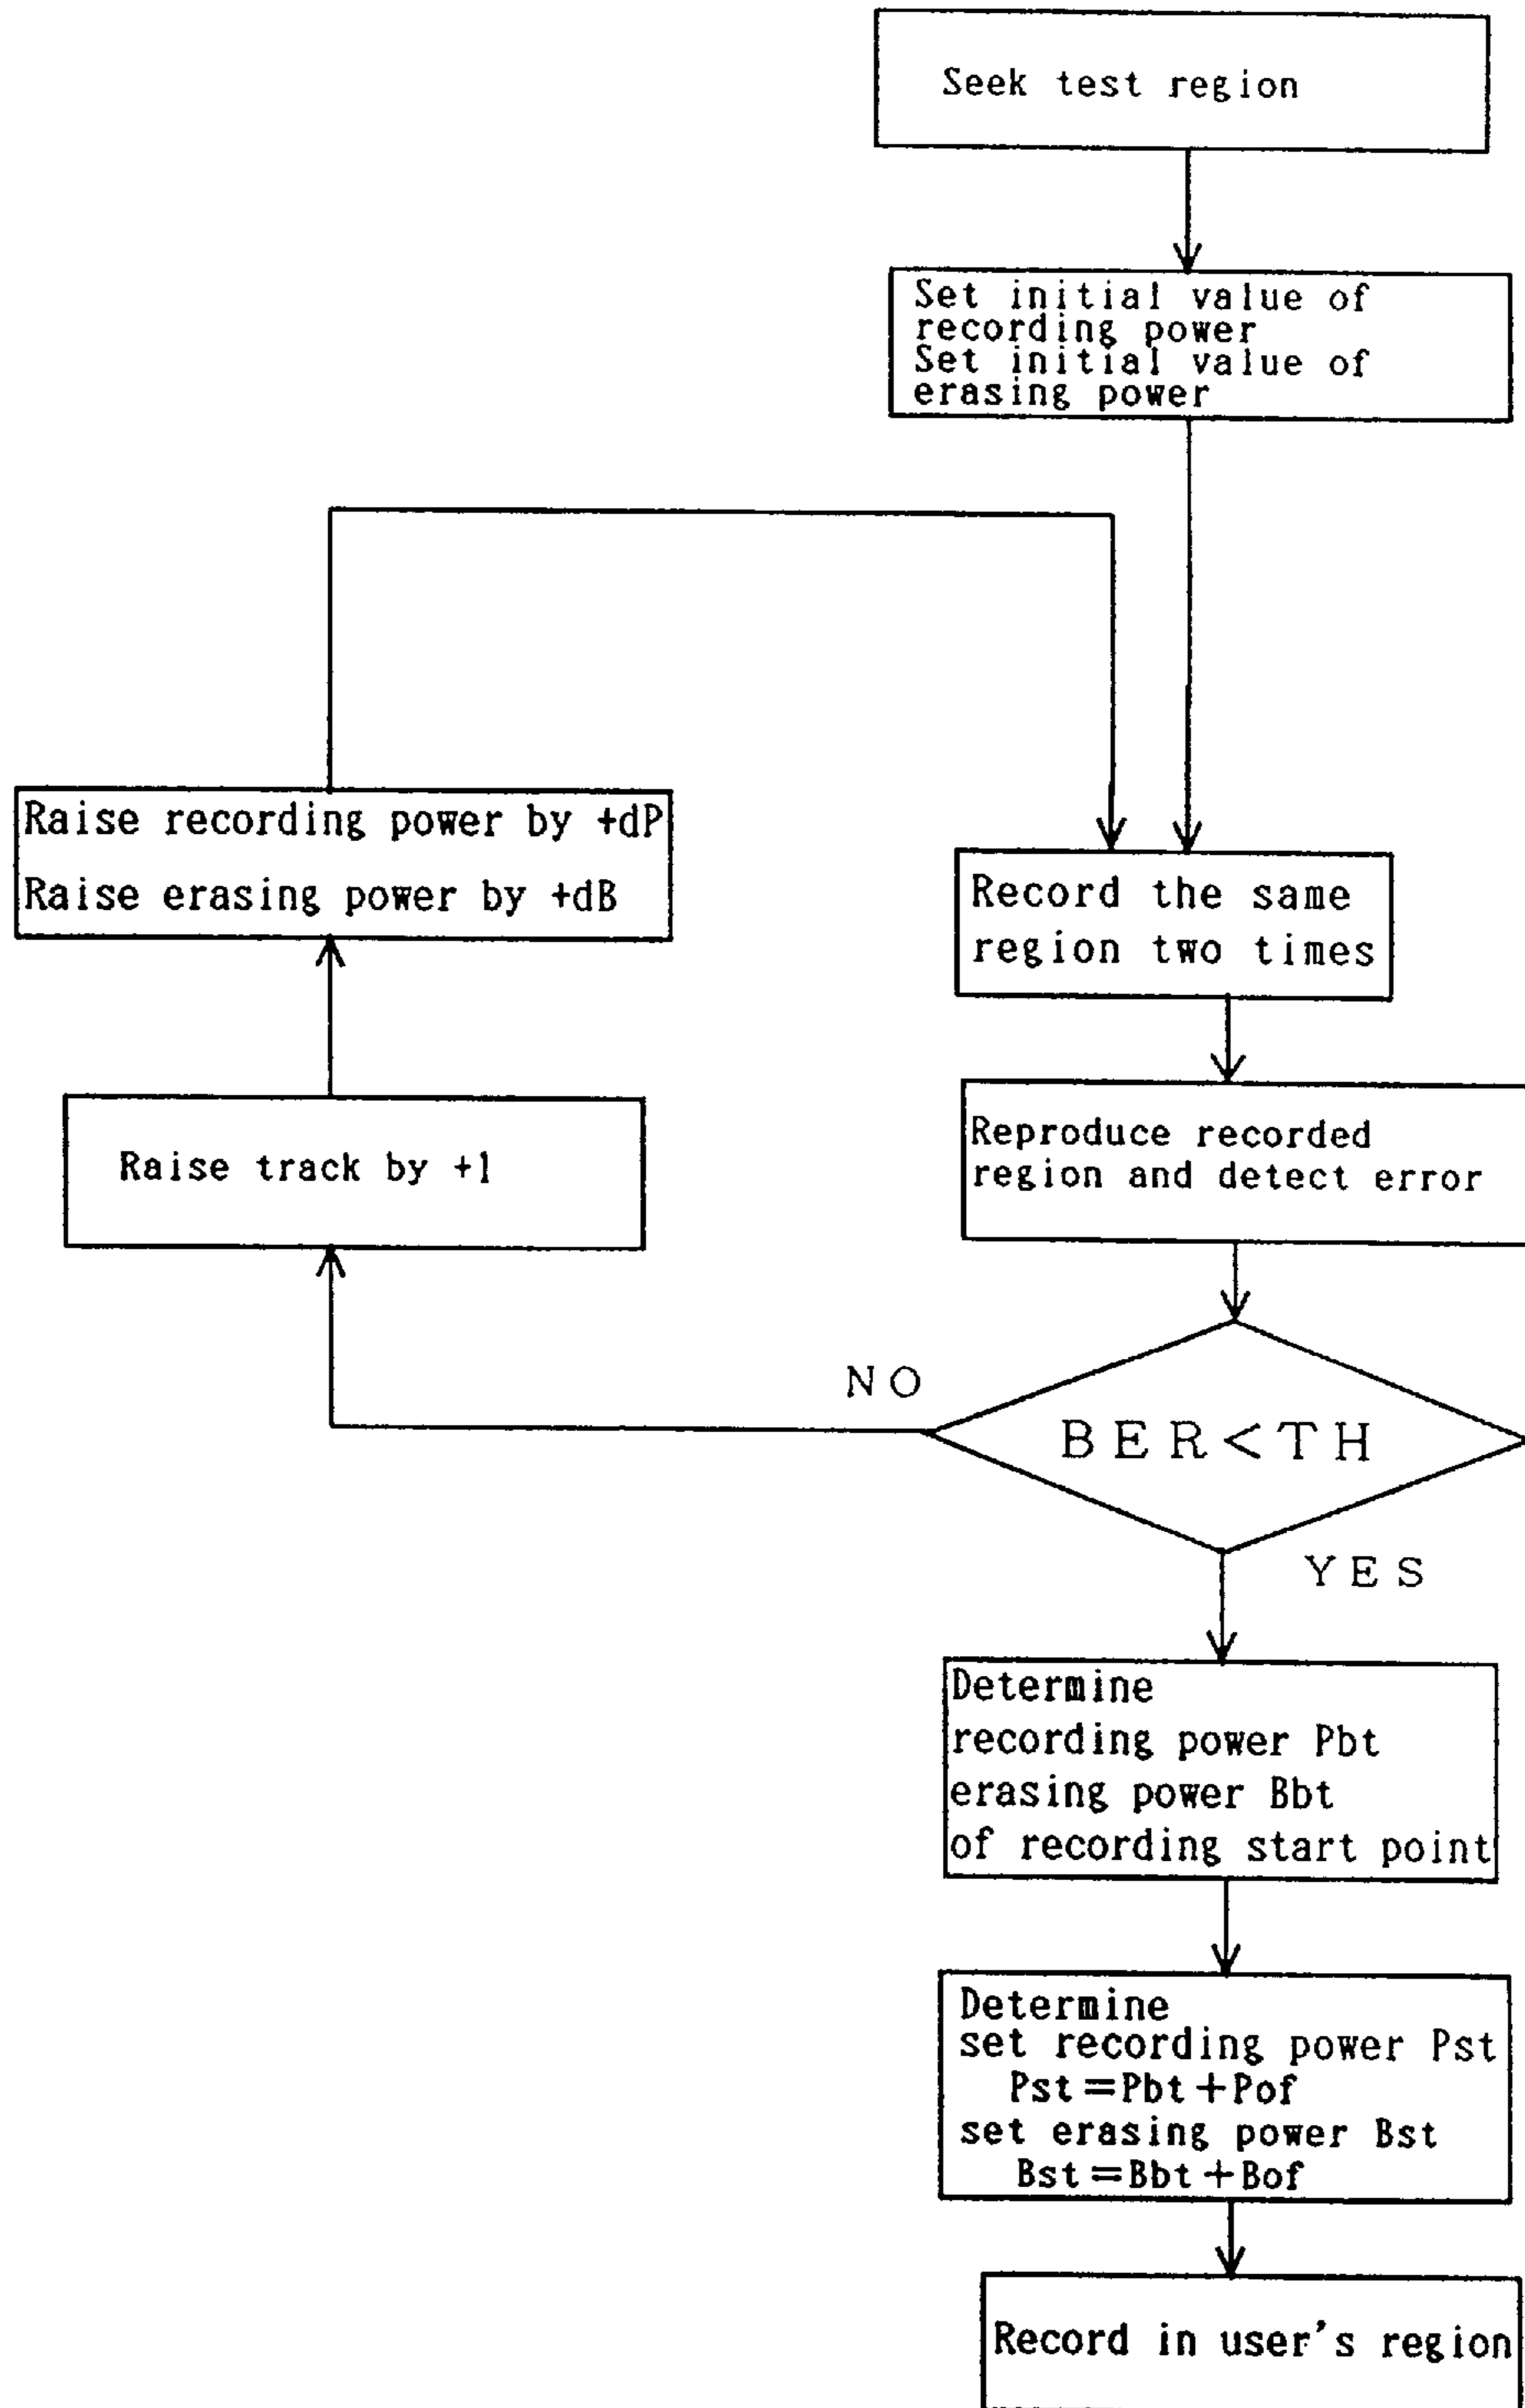 Seek test region
Set initial value of
recording power
Set initial value of
erasing power
Raise recording power by +dP
Raise erasing power by +dB
Record the same
region two times
Raise track by +1
Reproduce recorded
region and detect error
NO
BER<TH
YES
Determine
recording power Pbt
erasing power Bbt
of recording start point
Determine
set recording power Pst
Pst=Pbt+Pof
set erasing power Bst
Bst=Bbt+Bof
Record in user's region